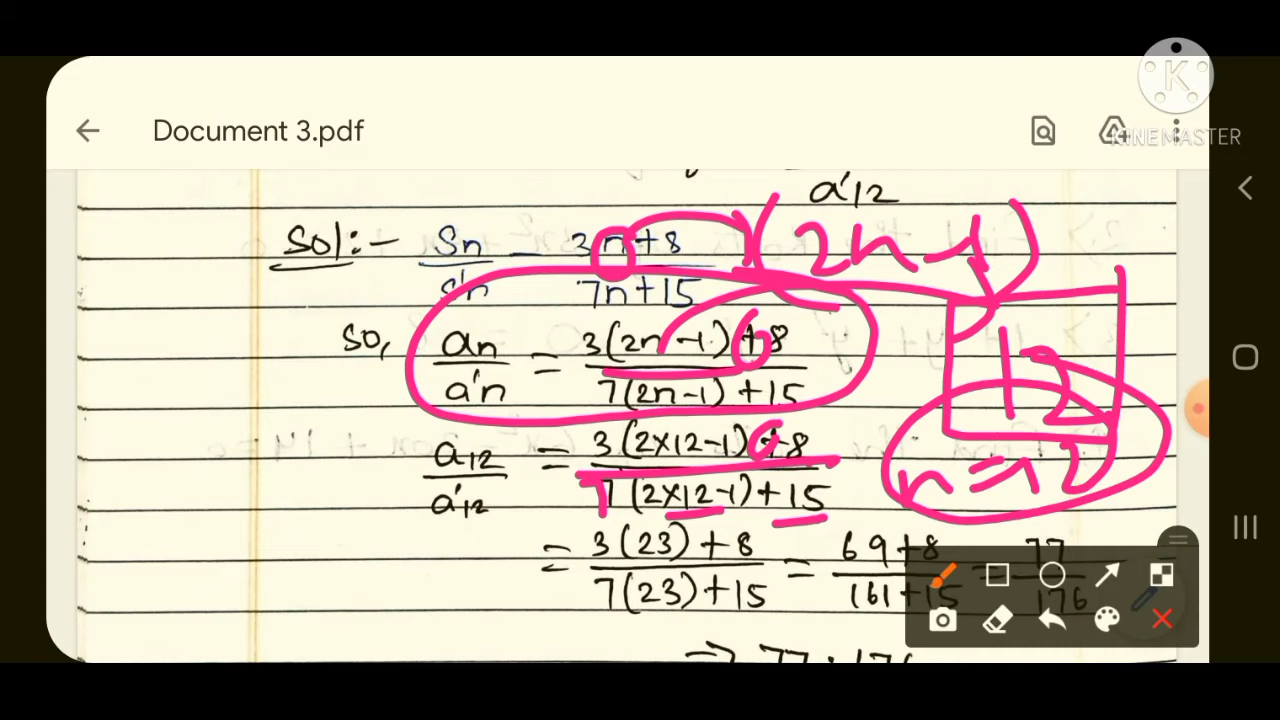 K
KINEMASTER
Document 3.pdf
a'12
Sol:- Sn/S'n = 3n+8/7n+15
(2n-1)
So, an/a'n = 3(2n-1)+8/7(2n-1)+15
12
a12/a'12 = 3(2×12-1)+8/7(2×12-1)+15
n=12
= 3(23)+8/7(23)+15 = 69+8/161+15 = 77/176